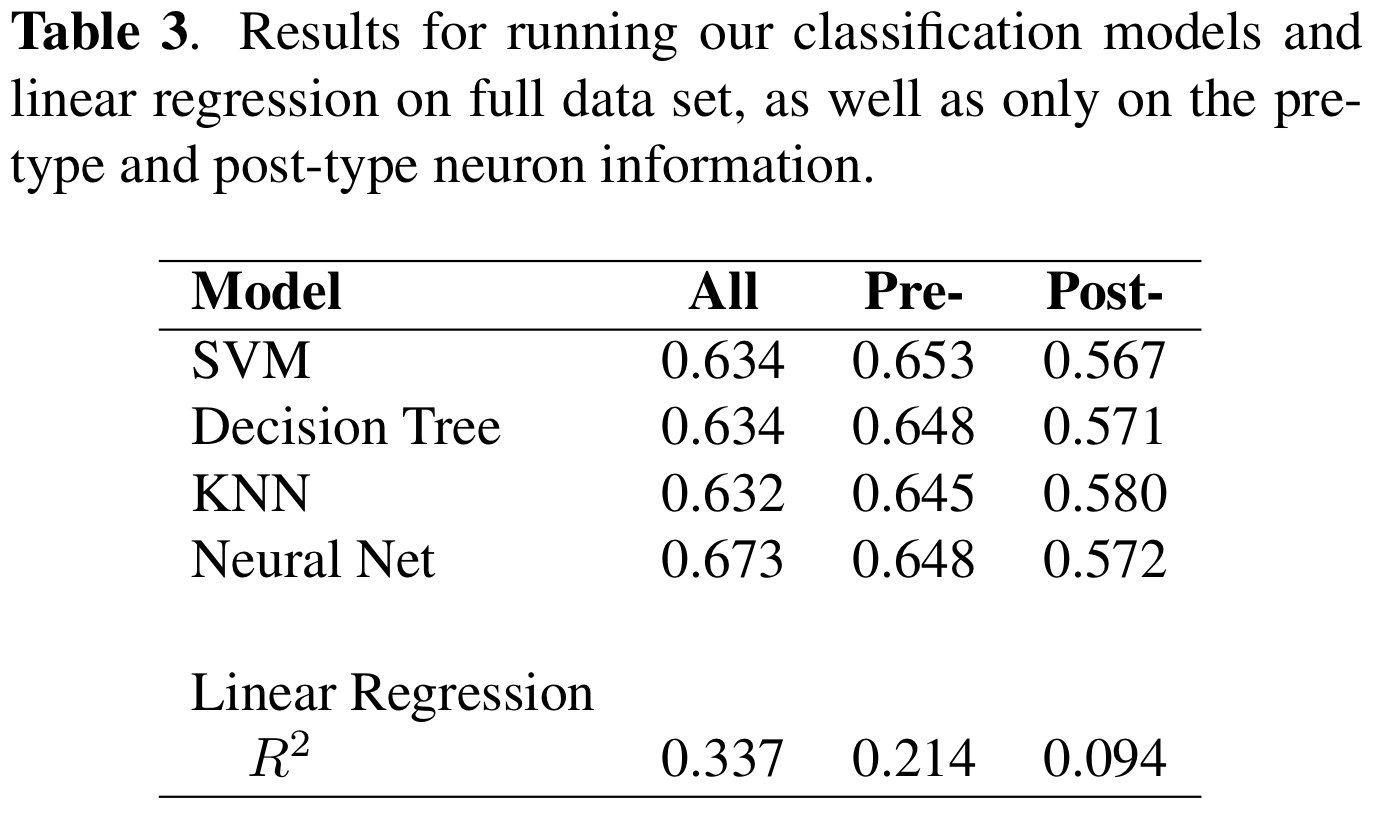 Table 3. Results for running our classification models and
linear regression on full data set, as well as only on the pre-
type and post-type neuron information.
Model All Pre- Post-
SVM 0.634 0.653 0.567
Decision Tree 0.634 0.648 0.571
KNN 0.632 0.645 0.580
Neural Net 0.673 0.648 0.572
Linear Regression
R² 0.337 0.214 0.094